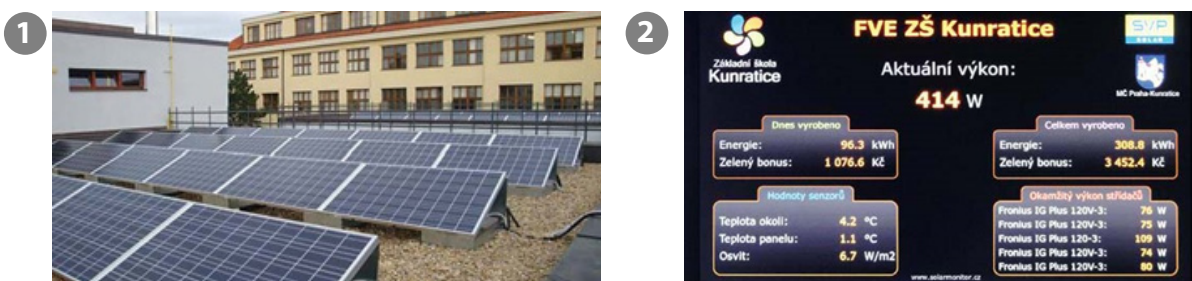 1
2
FVE ZŠ Kunratice
Základní škola
Kunratice
SVP
SOLAR
MČ Praha-Kunratice
Aktuální výkon:
414 W
Dnes vyrobeno
Energie: 96.3 kWh
Zelený bonus: 1 076.6 Kč
Celkem vyrobeno
Energie: 308.8 kWh
Zelený bonus: 3 452.4 Kč
Hodnoty senzorů
Teplota okolí: 4.2 °C
Teplota panelu: 1.1 °C
Osvit: 6.7 W/m2
Okamžitý výkon střídačů
Fronius IG Plus 120V-3: 76 W
Fronius IG Plus 120V-3: 75 W
Fronius IG Plus 120-3: 109 W
Fronius IG Plus 120V-3: 74 W
Fronius IG Plus 120V-3: 80 W
www.solarmonitor.cz